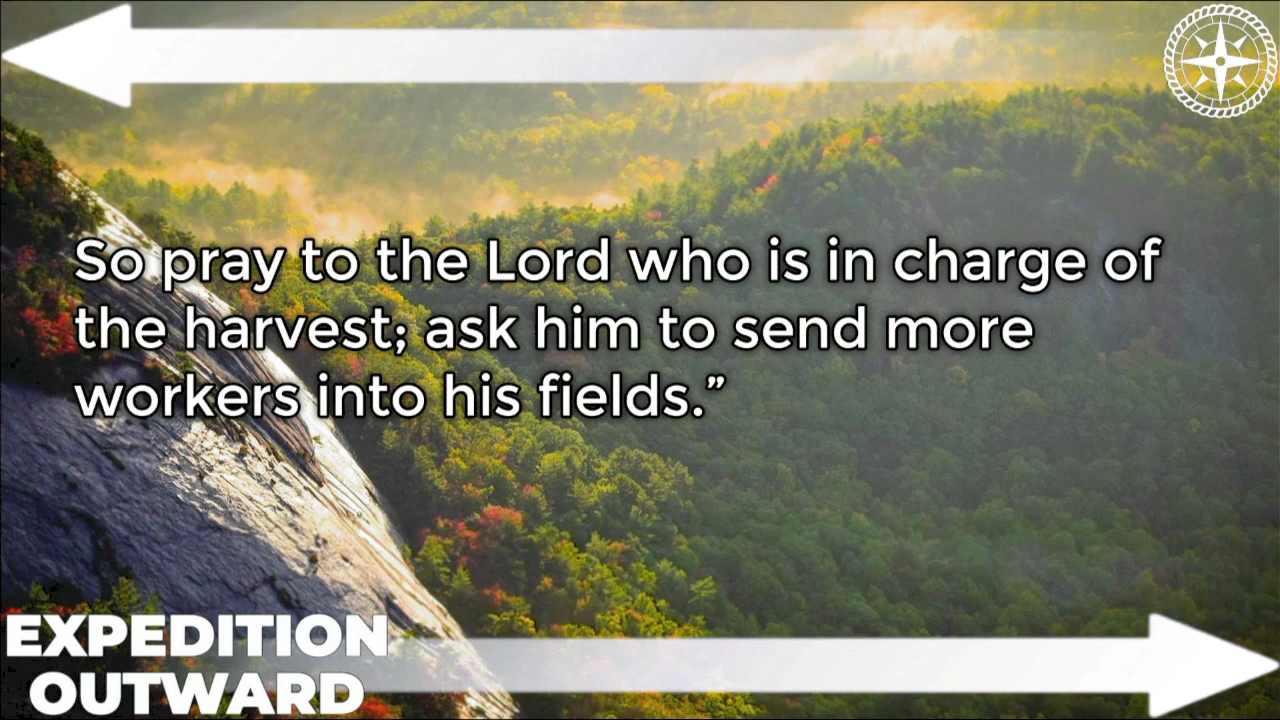 So pray to the Lord who is in charge of
the harvest; ask him to send more
workers into his fields.”
EXPEDITION
OUTWARD